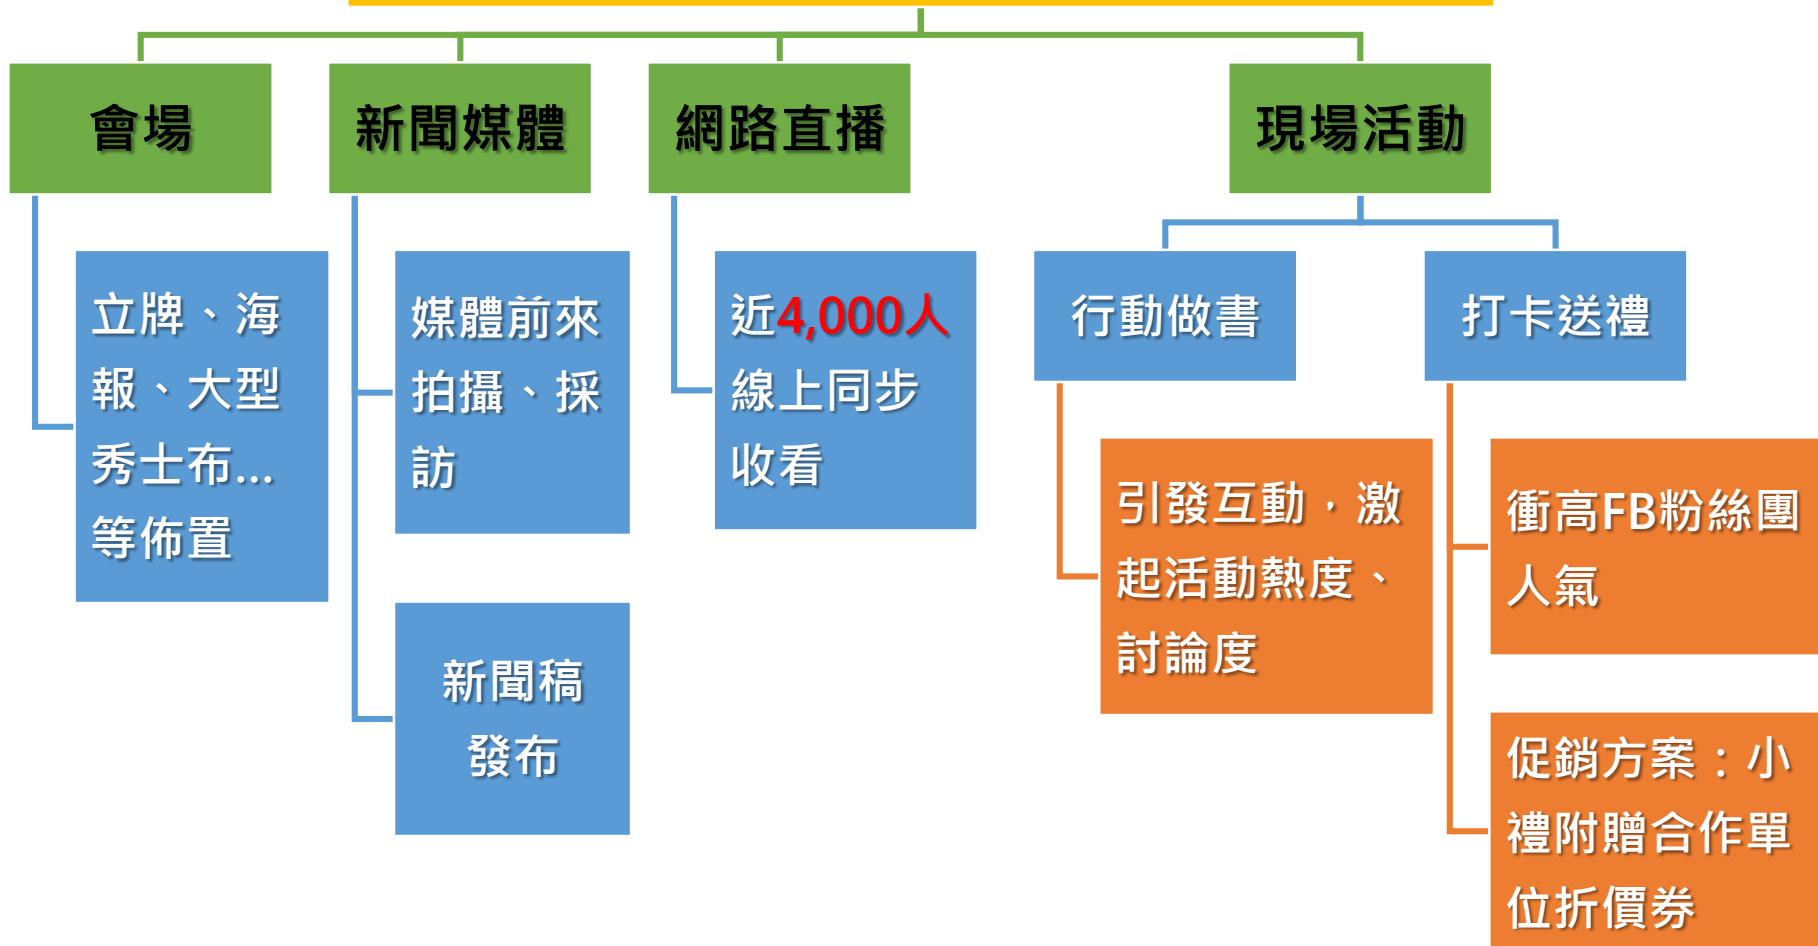 會場
新聞媒體
網路直播
現場活動
立牌、海
報、大型
秀士布...
等佈置
媒體前來
拍攝、採
訪
新聞稿
發布
近4,000人
線上同步
收看
行動做書
引發互動，激
起活動熱度、
討論度
打卡送禮
衝高FB粉絲團
人氣
促銷方案：小
禮附贈合作單
位折價券